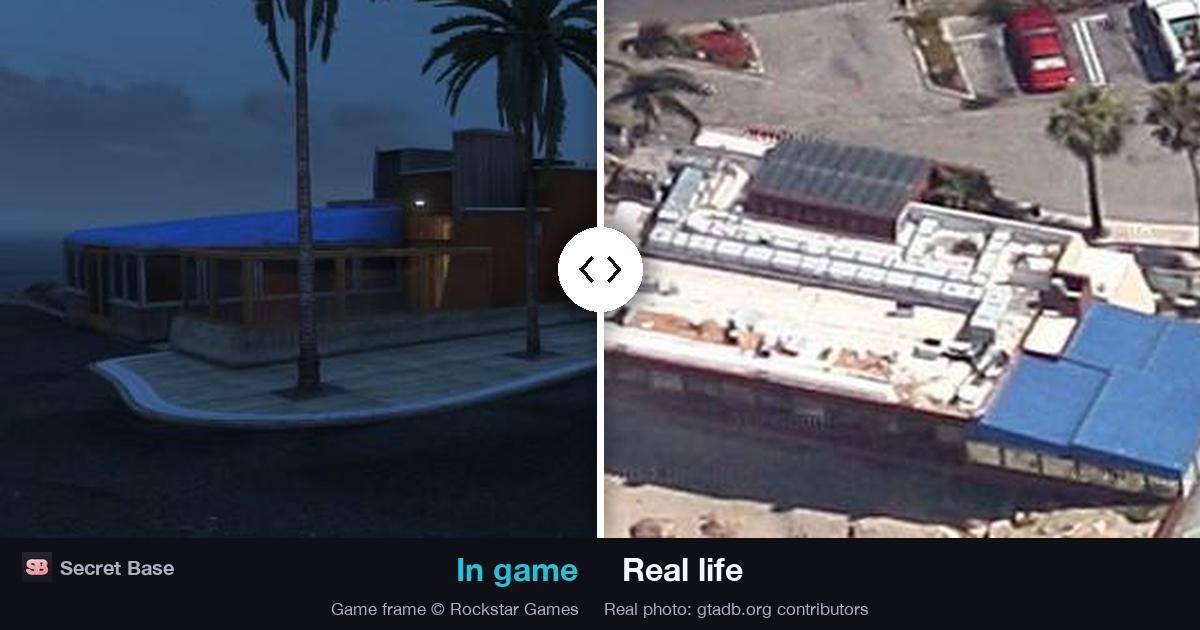 SB Secret Base
In game
Real life
Game frame © Rockstar Games
Real photo: gtadb.org contributors